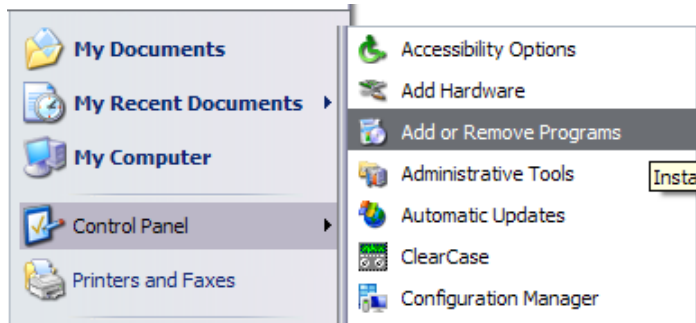 My Documents
My Recent Documents
My Computer
Control Panel
Printers and Faxes
Accessibility Options
Add Hardware
Add or Remove Programs
Administrative Tools
Insta
Automatic Updates
ClearCase
Configuration Manager